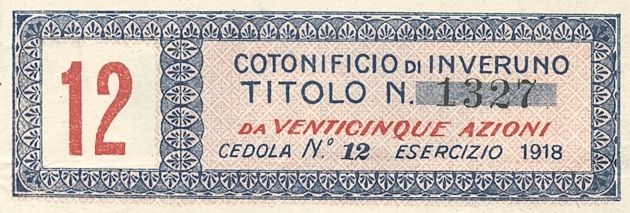 12
COTONIFICIO DI INVERUNO
TITOLO N. 1327
DA VENTICINQUE AZIONI
CEDOLA N.º 12 ESERCIZIO 1918